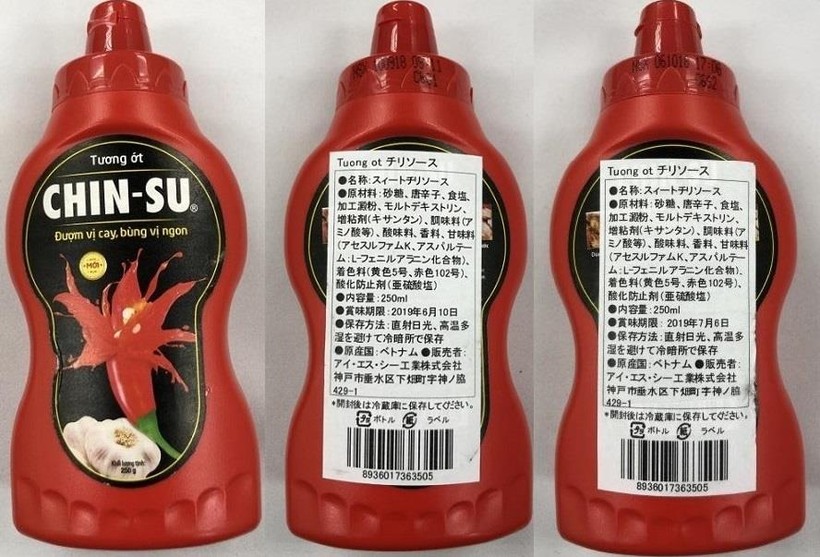 Tương ớt
CHIN-SU®
Đượm vị cay, bùng vị ngon
MỚI
Khối lượng tịnh
250 g
Tuong ot チリソース
●名称:スィートチリソース
●原材料:砂糖、唐辛子、食塩、
加工澱粉、モルトデキストリン、
増粘剤(キサンタン)、調味料(ア
ミノ酸等)、酸味料、香料、甘味料
(アセスルファムK、アスパルテー
ム:L-フェニルアラニン化合物)、
着色料(黄色5号、赤色102号)、
酸化防止剤(亜硫酸塩)
●内容量:250ml
●賞味期限:2019年6月10日
●保存方法:直射日光、高温多
湿を避けて冷暗所で保存
●原産国:ベトナム ●販売者:
アイ・エス・シー工業株式会社
神戸市垂水区下畑町字神ノ脇
429-1
*開封後は冷蔵庫に保存してください。
ボトル ラベル
8936017363505
MSN 061018 17:06
Tuong ot チリソース
●名称:スィートチリソース
●原材料:砂糖、唐辛子、食塩、
加工澱粉、モルトデキストリン、
増粘剤(キサンタン)、調味料(ア
ミノ酸等)、酸味料、香料、甘味料
(アセスルファムK、アスパルテー
ム:L-フェニルアラニン化合物)、
着色料(黄色5号、赤色102号)、
酸化防止剤(亜硫酸塩)
●内容量:250ml
●賞味期限:2019年7月6日
●保存方法:直射日光、高温多
湿を避けて冷暗所で保存
●原産国:ベトナム ●販売者:
アイ・エス・シー工業株式会社
神戸市垂水区下畑町字神ノ脇
429-1
*開封後は冷蔵庫に保存してください。
ボトル ラベル
8936017363505